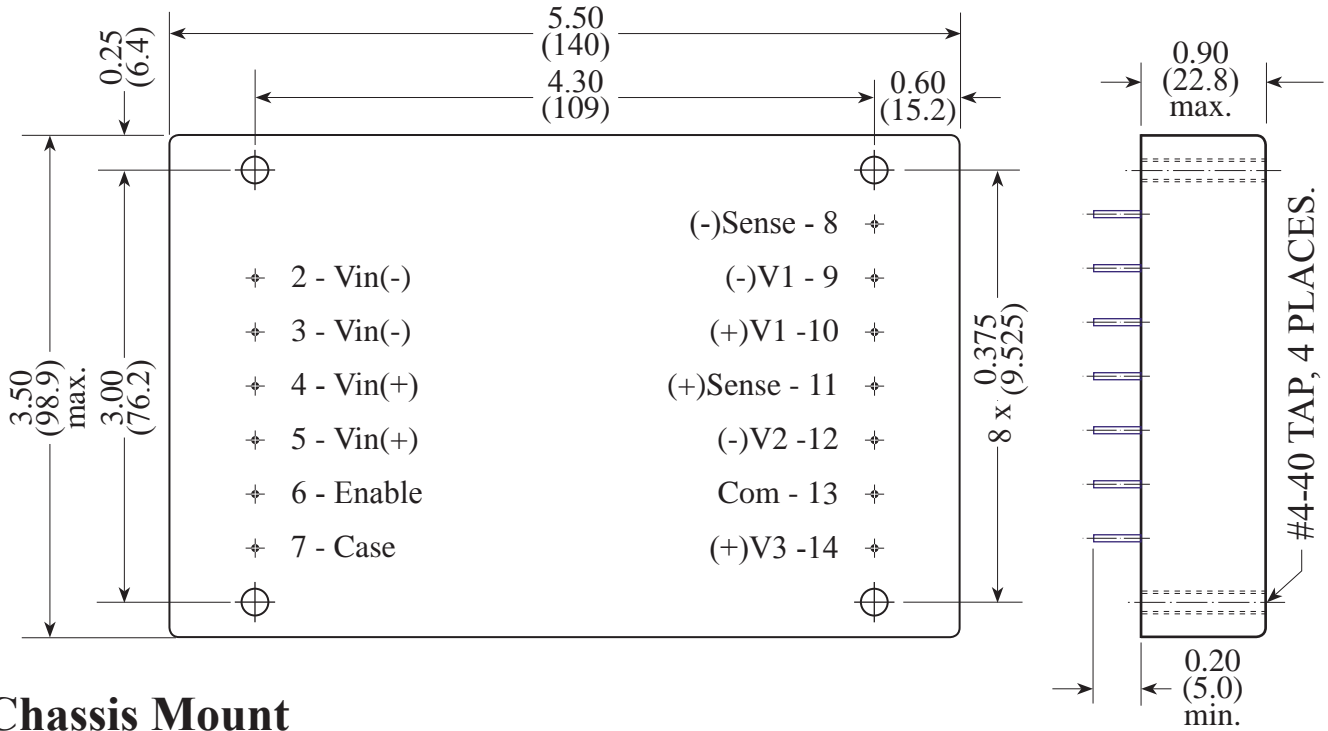 5.50
(140)
4.30
(109)
0.60
(15.2)
0.25
(6.4)
3.50
(98.9)
max.
3.00
(76.2)
2 - Vin(-)
3 - Vin(-)
4 - Vin(+)
5 - Vin(+)
6 - Enable
7 - Case
(-)Sense - 8
(-)V1 - 9
(+)V1 -10
(+)Sense - 11
(-)V2 -12
Com - 13
(+)V3 -14
8 x 0.375
(9.525)
0.90
(22.8)
max.
#4-40 TAP, 4 PLACES.
0.20
(5.0)
min.
Chassis Mount